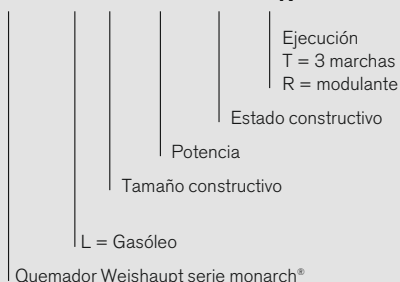 Ejecución
T = 3 marchas
R = modulante
Estado constructivo
Potencia
Tamaño constructivo
L = Gasóleo
Quemador Weishaupt serie monarch®